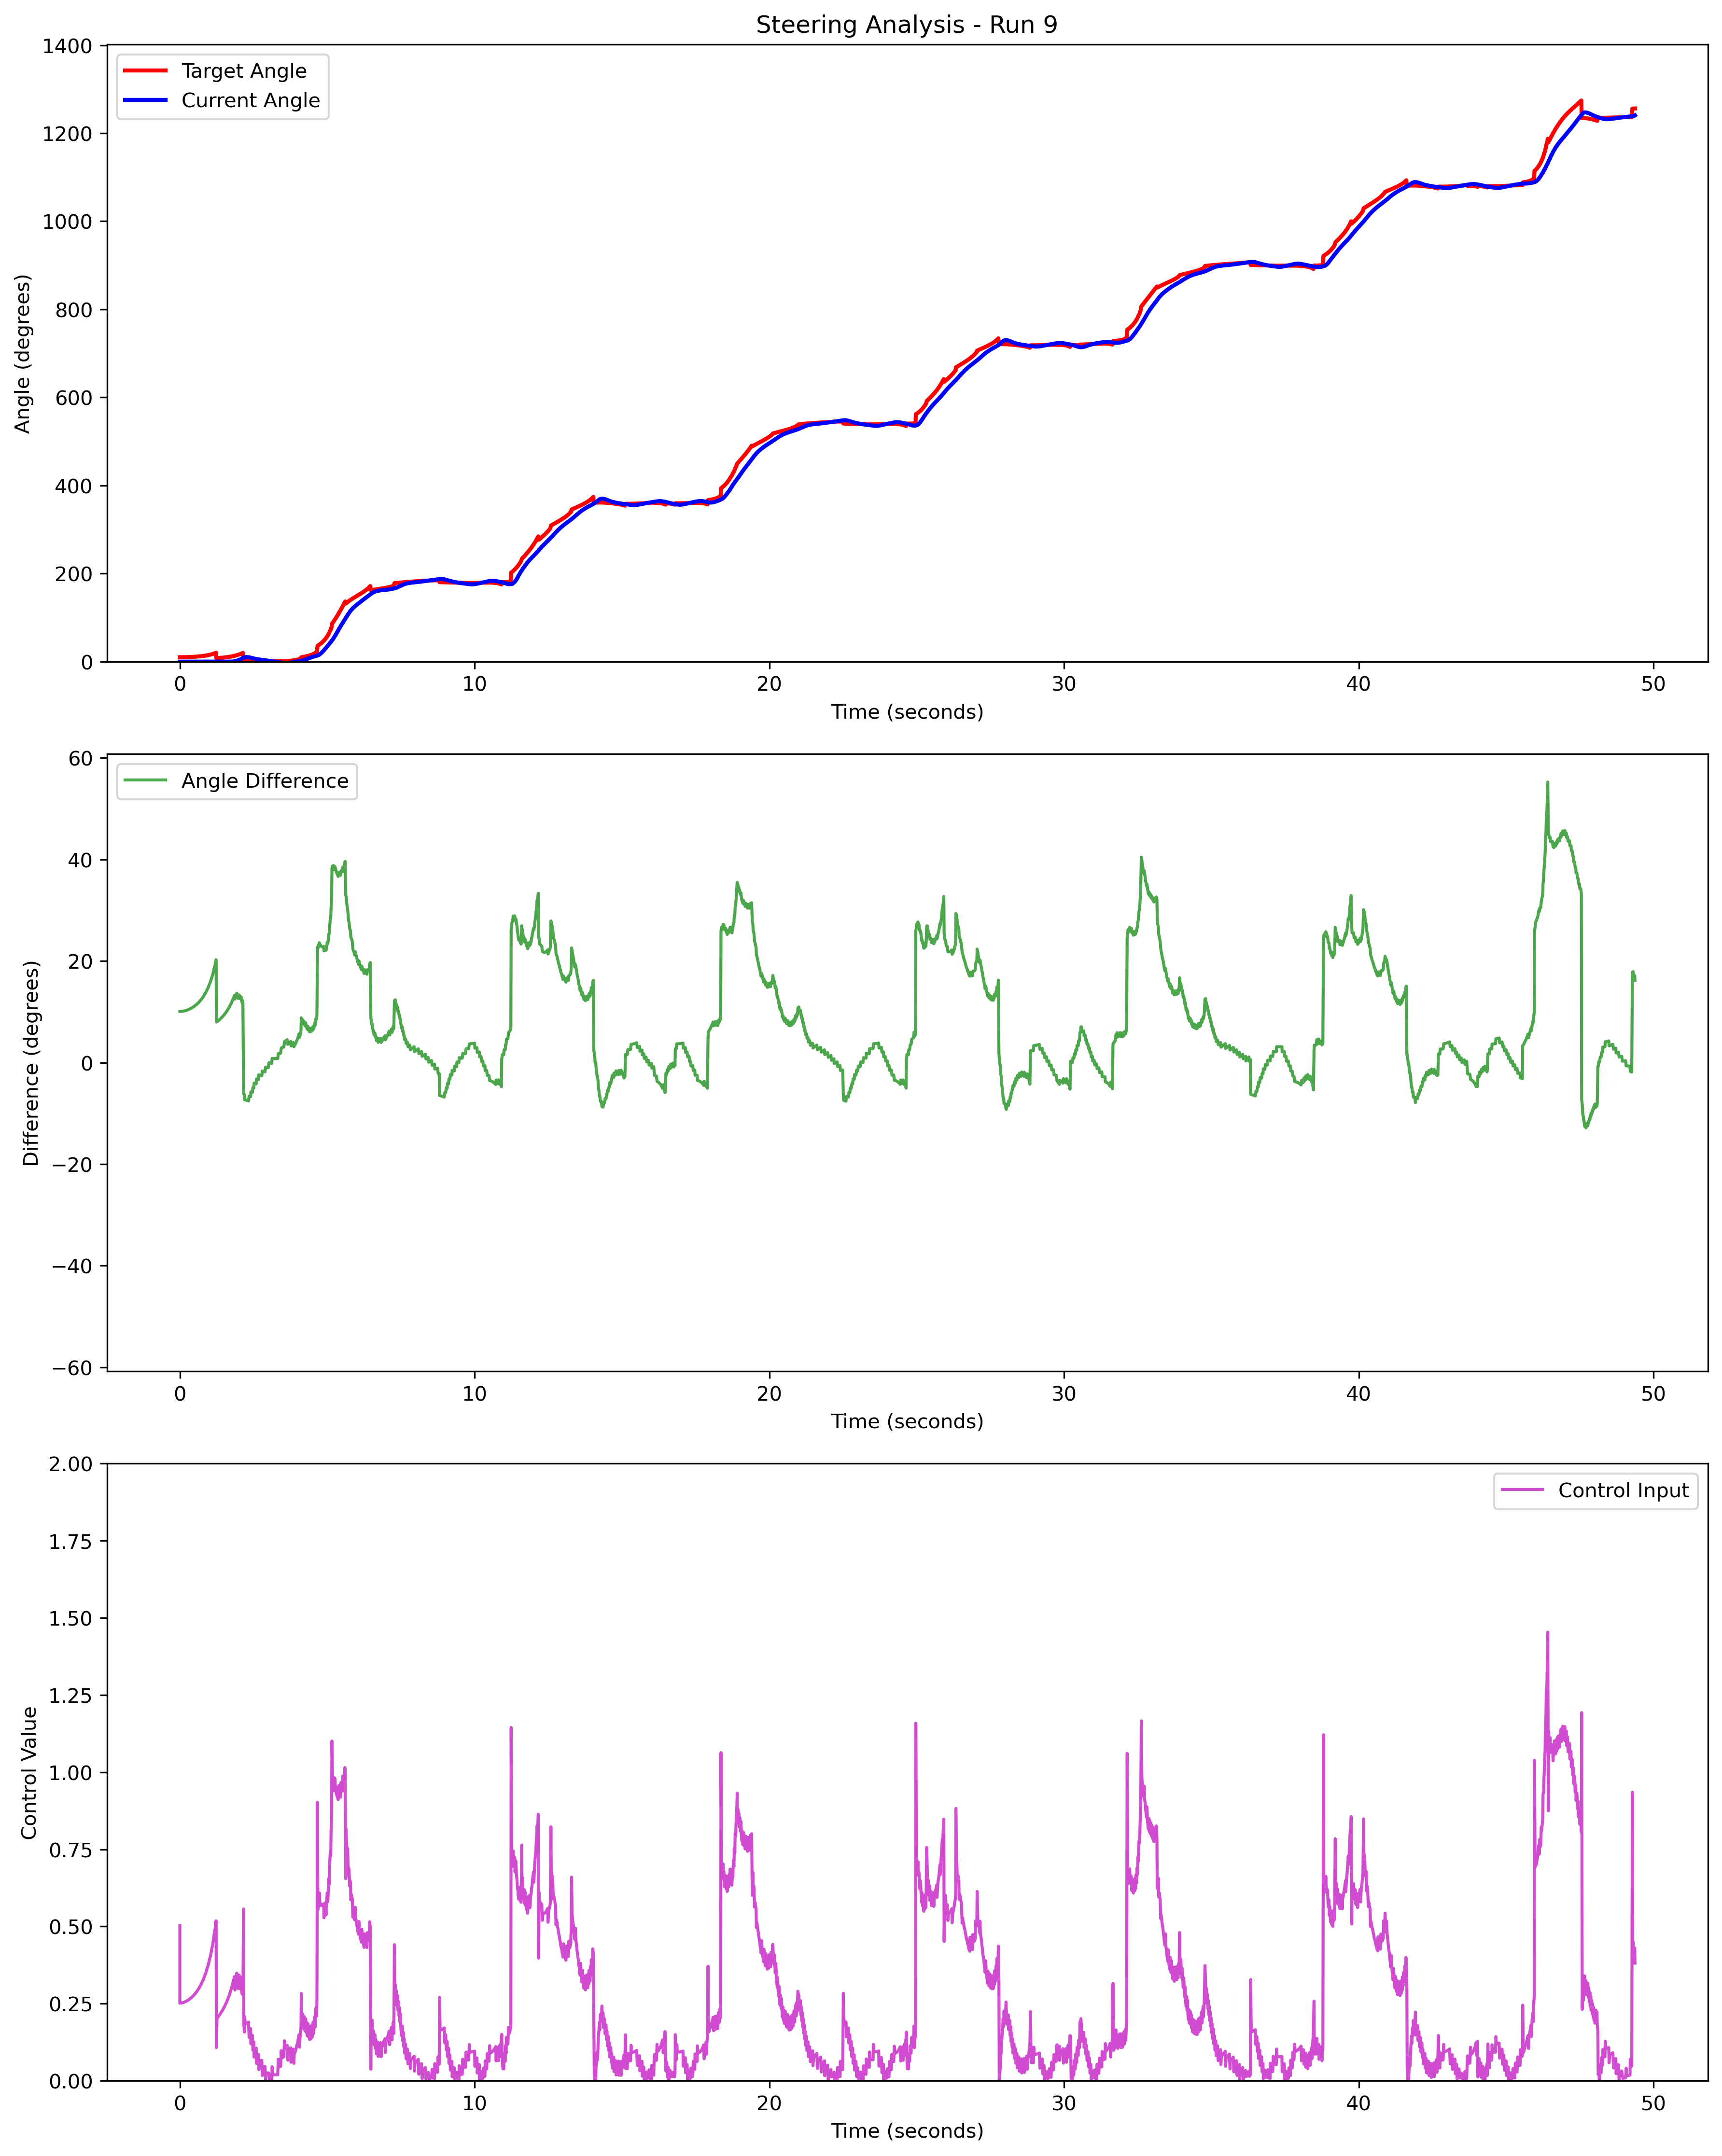 Steering Analysis - Run 9
Target Angle
Current Angle
Angle (degrees)
1400
1200
1000
800
600
400
200
0
0 10 20 30 40 50
Time (seconds)
Angle Difference
Difference (degrees)
60
40
20
0
−20
−40
−60
0 10 20 30 40 50
Time (seconds)
Control Input
Control Value
2.00
1.75
1.50
1.25
1.00
0.75
0.50
0.25
0.00
0 10 20 30 40 50
Time (seconds)